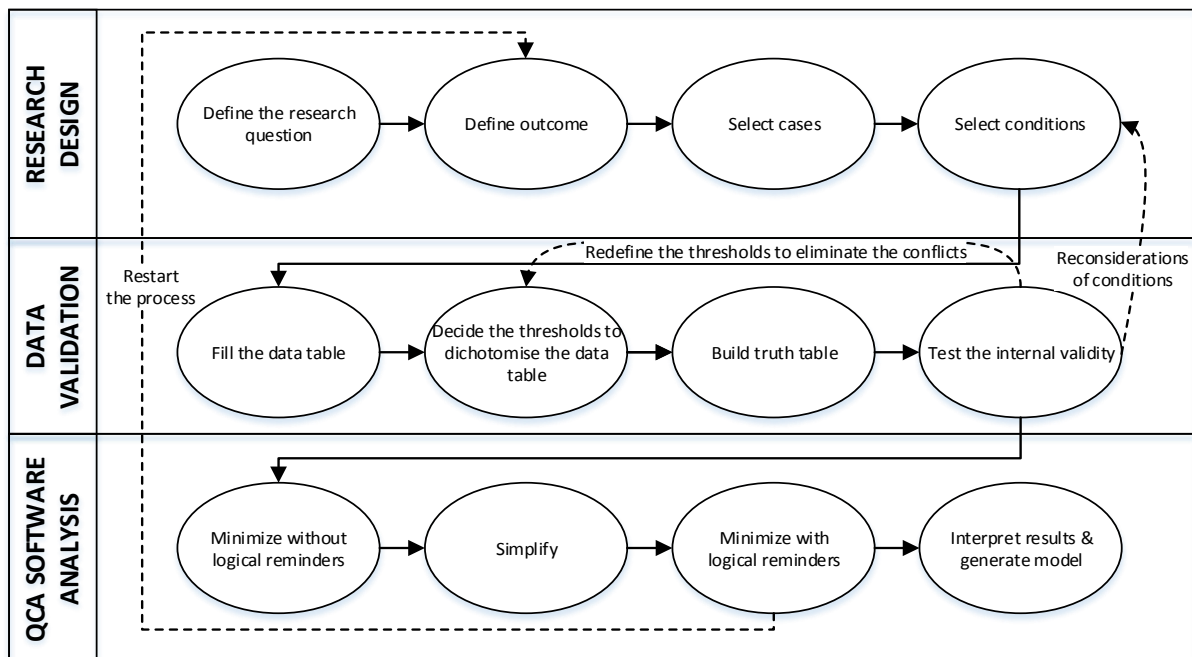 RESEARCH
DESIGN
Define the research
question
Define outcome
Select cases
Select conditions
DATA
VALIDATION
Redefine the thresholds to eliminate the conflicts
Reconsiderations
of conditions
Restart
the process
Fill the data table
Decide the thresholds to
dichotomise the data
table
Build truth table
Test the internal validity
QCA SOFTWARE
ANALYSIS
Minimize without
logical reminders
Simplify
Minimize with
logical reminders
Interpret results &
generate model